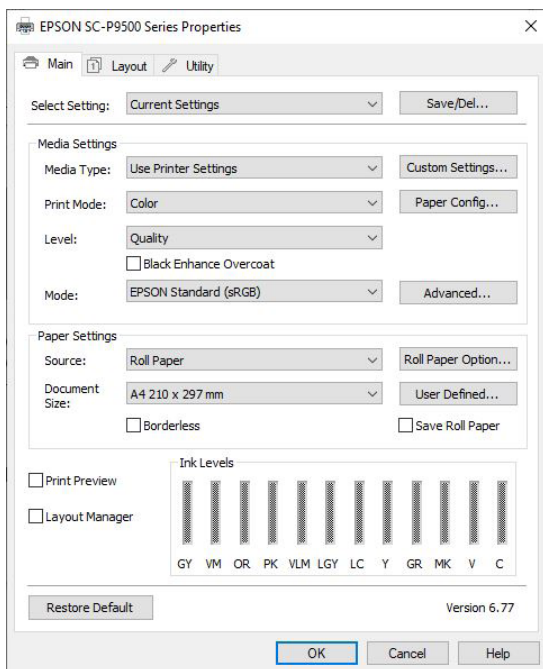 EPSON SC-P9500 Series Properties
Main
Layout
Utility
Select Setting: Current Settings Save/Del...
Media Settings
Media Type: Use Printer Settings Custom Settings...
Print Mode: Color Paper Config...
Level: Quality
Black Enhance Overcoat
Mode: EPSON Standard (sRGB) Advanced...
Paper Settings
Source: Roll Paper Roll Paper Option...
Document Size: A4 210 x 297 mm User Defined...
Borderless Save Roll Paper
Ink Levels
Print Preview
Layout Manager
GY VM OR PK VLM LGY LC Y GR MK V C
Restore Default Version 6.77
OK Cancel Help